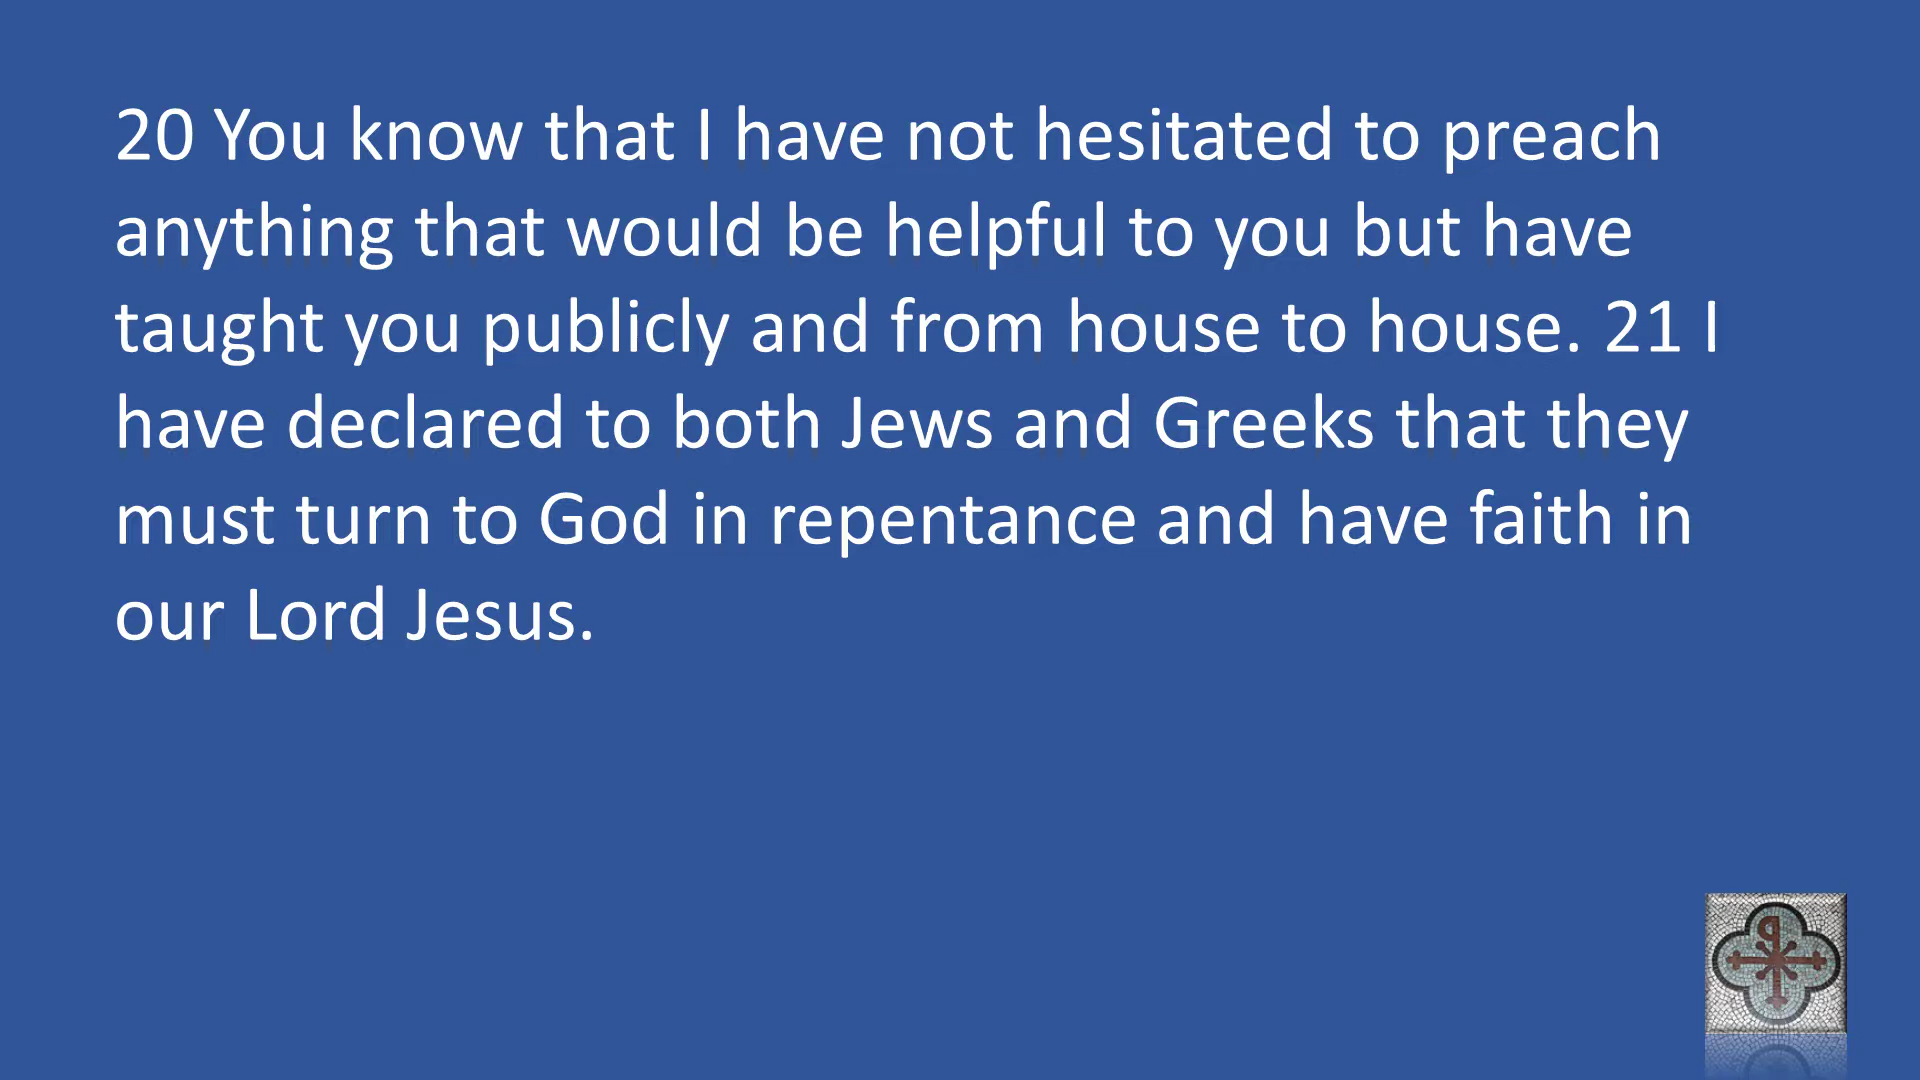 20 You know that I have not hesitated to preach
anything that would be helpful to you but have
taught you publicly and from house to house. 21 I
have declared to both Jews and Greeks that they
must turn to God in repentance and have faith in
our Lord Jesus.